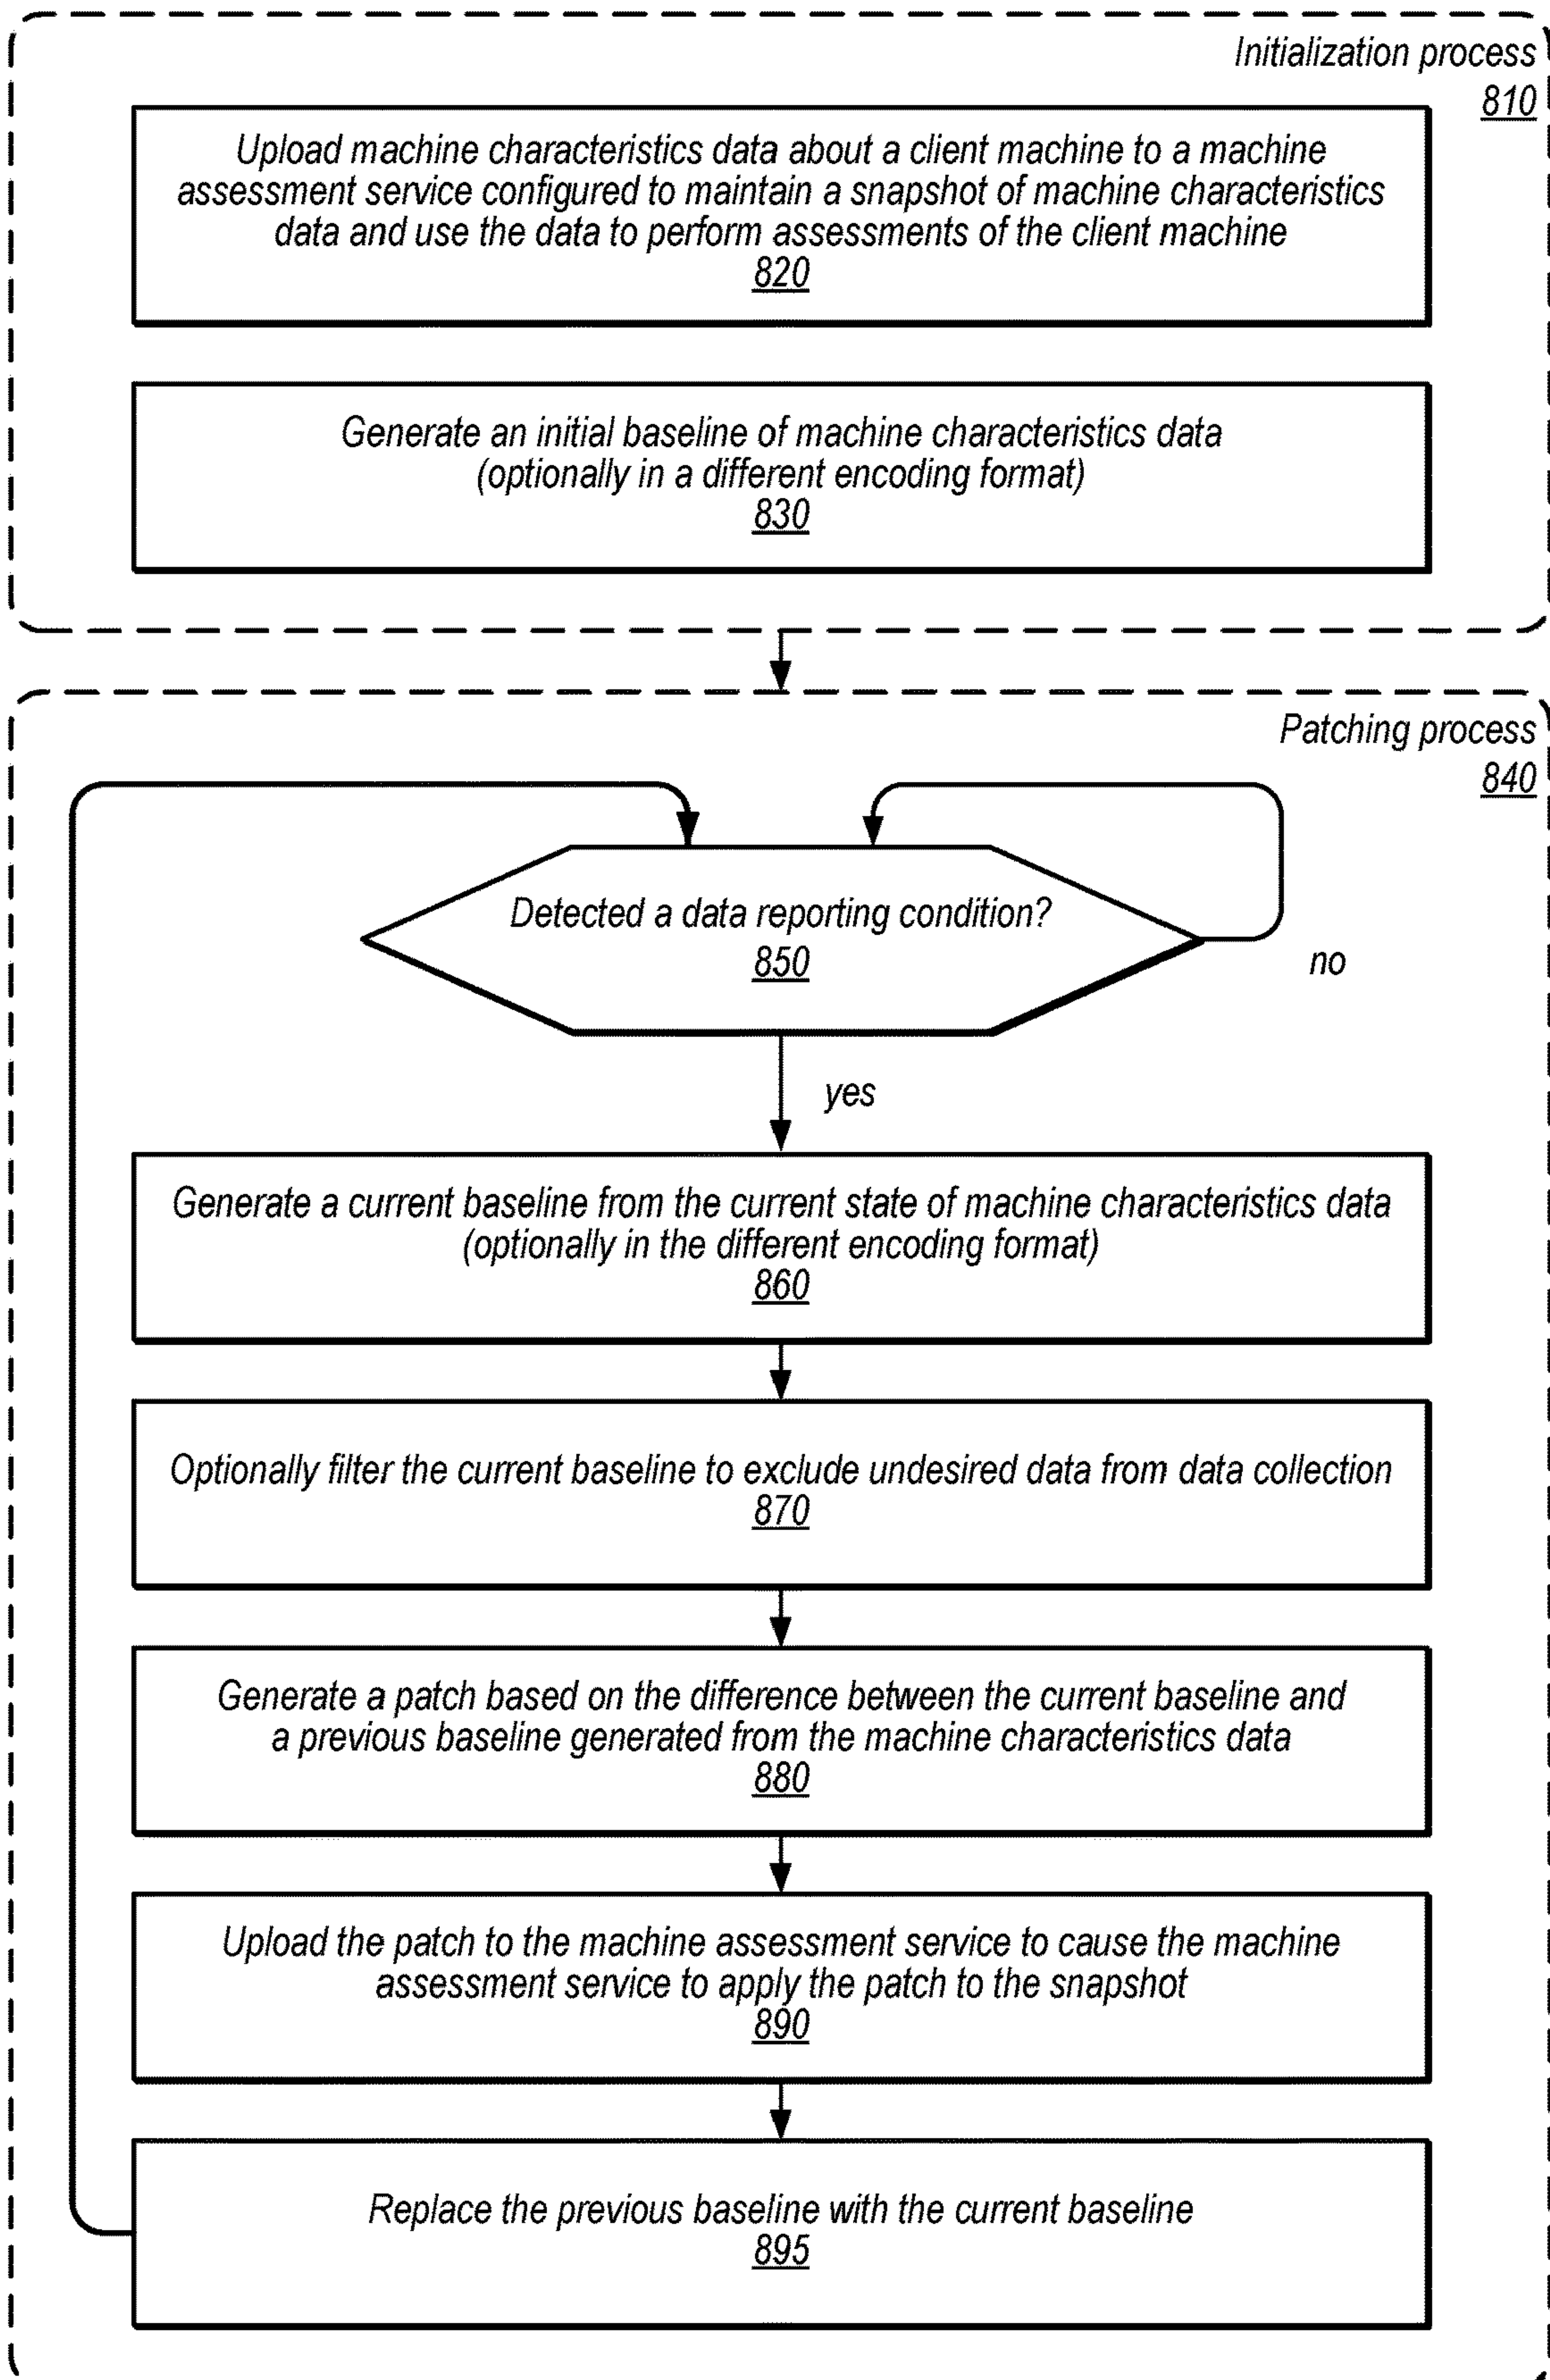 Initialization process
810
Upload machine characteristics data about a client machine to a machine
assessment service configured to maintain a snapshot of machine characteristics
data and use the data to perform assessments of the client machine
820
Generate an initial baseline of machine characteristics data
(optionally in a different encoding format)
830
Patching process
840
Detected a data reporting condition?
850
no
yes
Generate a current baseline from the current state of machine characteristics data
(optionally in the different encoding format)
860
Optionally filter the current baseline to exclude undesired data from data collection
870
Generate a patch based on the difference between the current baseline and
a previous baseline generated from the machine characteristics data
880
Upload the patch to the machine assessment service to cause the machine
assessment service to apply the patch to the snapshot
890
Replace the previous baseline with the current baseline
895